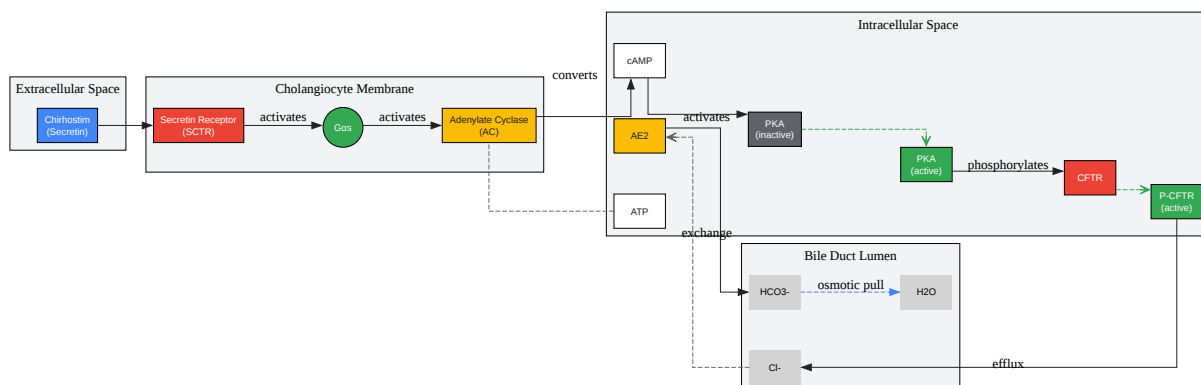 Extracellular Space
Chirhostim
(Secretin)
Cholangiocyte Membrane
Secretin Receptor
(SCTR)
activates
Gαs
activates
Adenylate Cyclase
(AC)
converts
Intracellular Space
cAMP
activates
AE2
PKA
(inactive)
PKA
(active)
phosphorylates
CFTR
P-CFTR
(active)
ATP
exchange
Bile Duct Lumen
HCO3-
osmotic pull
H2O
Cl-
efflux